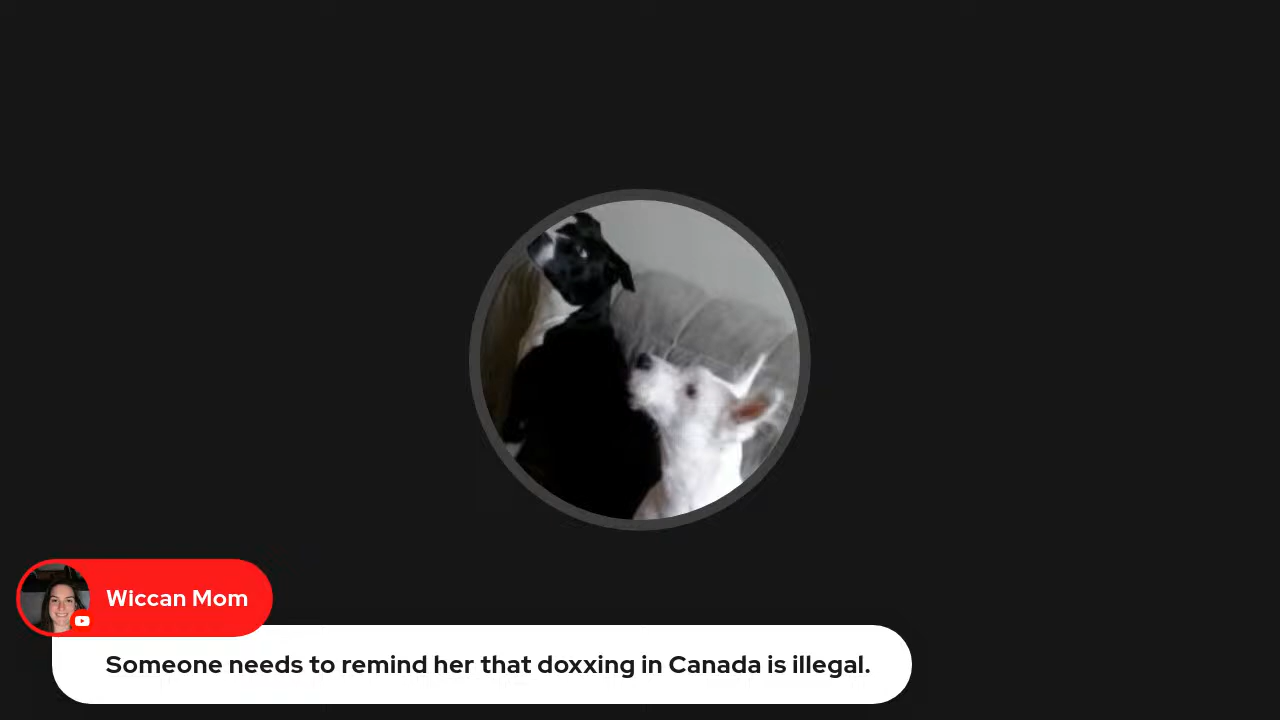 Wiccan Mom
Someone needs to remind her that doxxing in Canada is illegal.